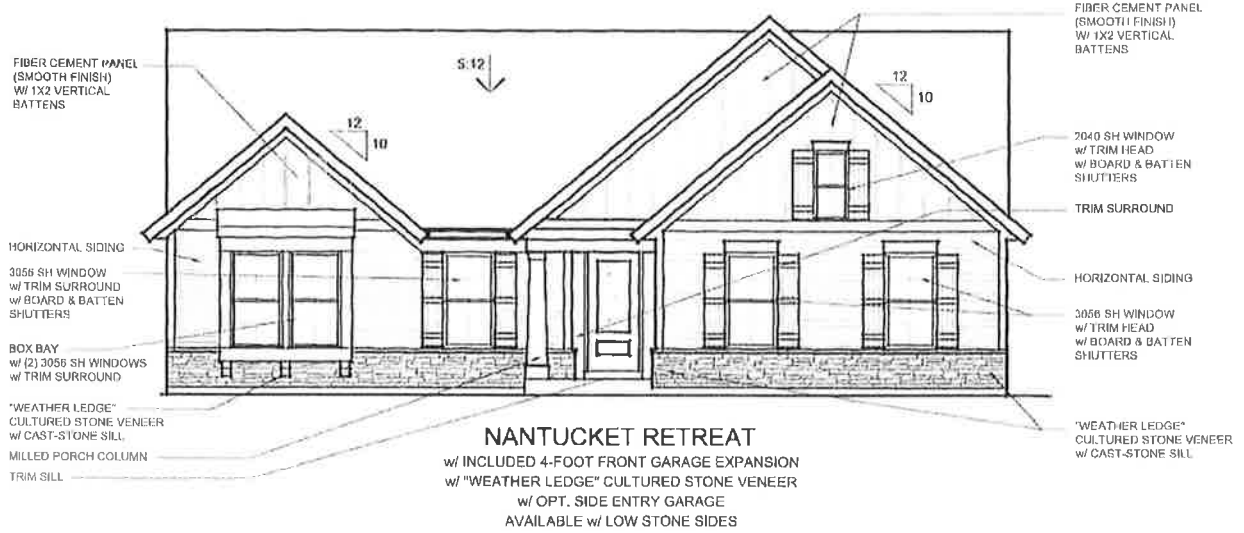 FIBER CEMENT PANEL
(SMOOTH FINISH)
W/ 1X2 VERTICAL
BATTENS
5:12
12
10
12
10
FIBER CEMENT PANEL
(SMOOTH FINISH)
W/ 1X2 VERTICAL
BATTENS
2040 SH WINDOW
w/ TRIM HEAD
w/ BOARD & BATTEN
SHUTTERS
TRIM SURROUND
HORIZONTAL SIDING
3056 SH WINDOW
w/ TRIM SURROUND
w/ BOARD & BATTEN
SHUTTERS
BOX BAY
w/ (2) 3056 SH WINDOWS
w/ TRIM SURROUND
"WEATHER LEDGE"
CULTURED STONE VENEER
w/ CAST-STONE SILL
MILLED PORCH COLUMN
TRIM SILL
HORIZONTAL SIDING
3056 SH WINDOW
w/ TRIM HEAD
w/ BOARD & BATTEN
SHUTTERS
"WEATHER LEDGE"
CULTURED STONE VENEER
w/ CAST-STONE SILL
NANTUCKET RETREAT
w/ INCLUDED 4-FOOT FRONT GARAGE EXPANSION
w/ "WEATHER LEDGE" CULTURED STONE VENEER
w/ OPT. SIDE ENTRY GARAGE
AVAILABLE w/ LOW STONE SIDES